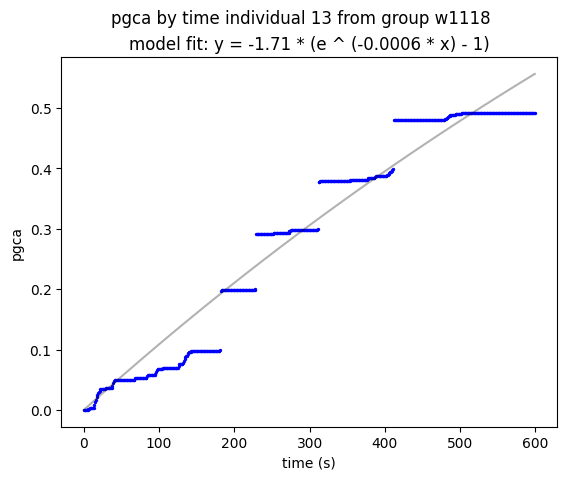 pgca by time individual 13 from group w1118
model fit: y = -1.71 * (e ^ (-0.0006 * x) - 1)
0.5
0.4
0.3
0.2
0.1
0.0
pgca
0 100 200 300 400 500 600
time (s)